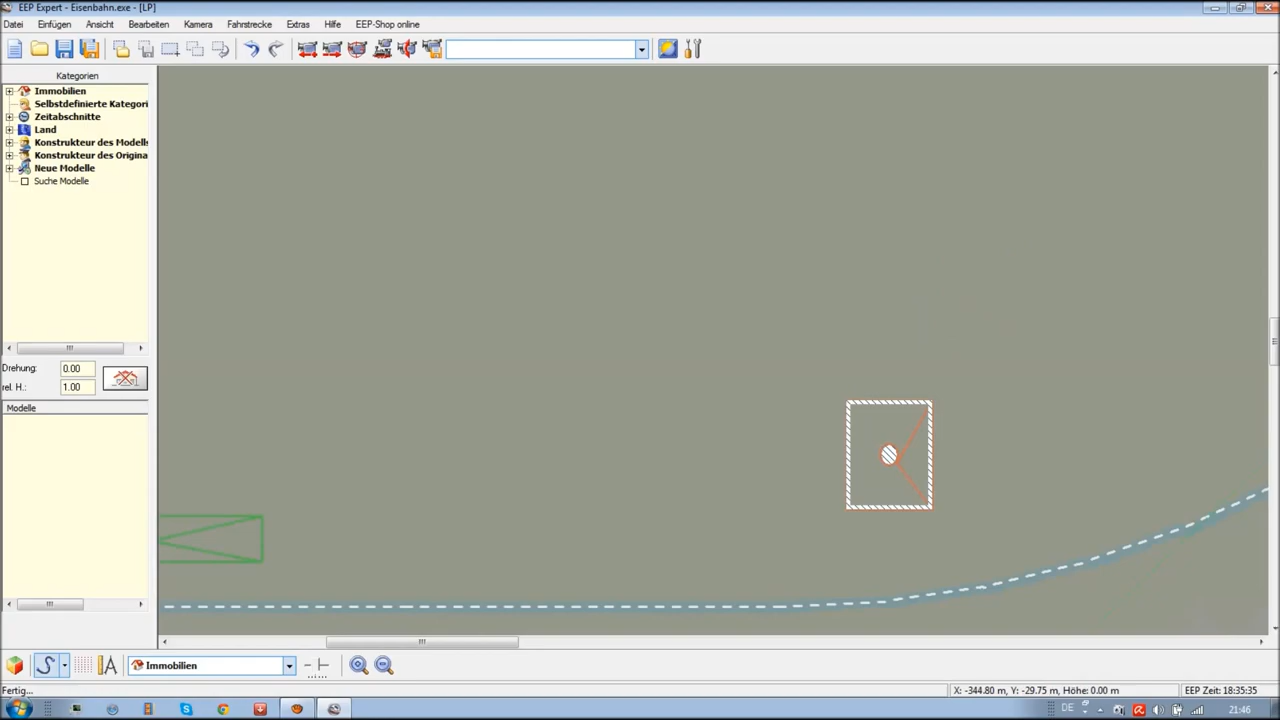 EEP Expert - Eisenbahn.exe - [LP]
Datei Einfügen Ansicht Bearbeiten Kamera Fahrstrecke Extras Hilfe EEP-Shop online
Kategorien
Immobilien
Selbstdefinierte Kategori
Zeitabschnitte
Land
Konstrukteur des Modells
Konstrukteur des Origina
Neue Modelle
Suche Modelle
Drehung: 0.00
rel. H.: 1.00
Modelle
Immobilien
Fertig... X: -344.80 m, Y: -29.75 m, Höhe: 0.00 m EEP Zeit: 18:35:35
DE 21:46